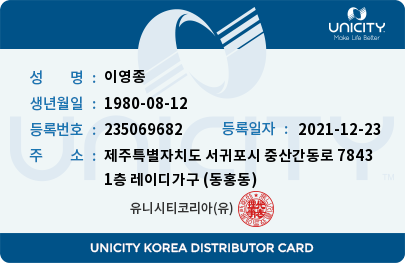 UNICITY
Make Life Better
성 명 : 이영종
생년월일 : 1980-08-12
등록번호 : 235069682 등록일자 : 2021-12-23
주 소 : 제주특별자치도 서귀포시 중산간동로 7843
1층 레이디가구 (동홍동)
UNICITY
TM
유니시티코리아(유)
UNICITY KOREA DISTRIBUTOR CARD